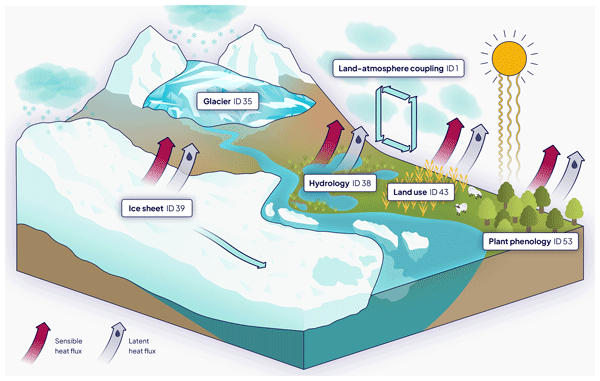 Land-atmosphere coupling ID 1
Glacier ID 35
Hydrology ID 38
Land use ID 43
Ice sheet ID 39
Plant phenology ID 53
Sensible
heat flux
Latent
heat flux